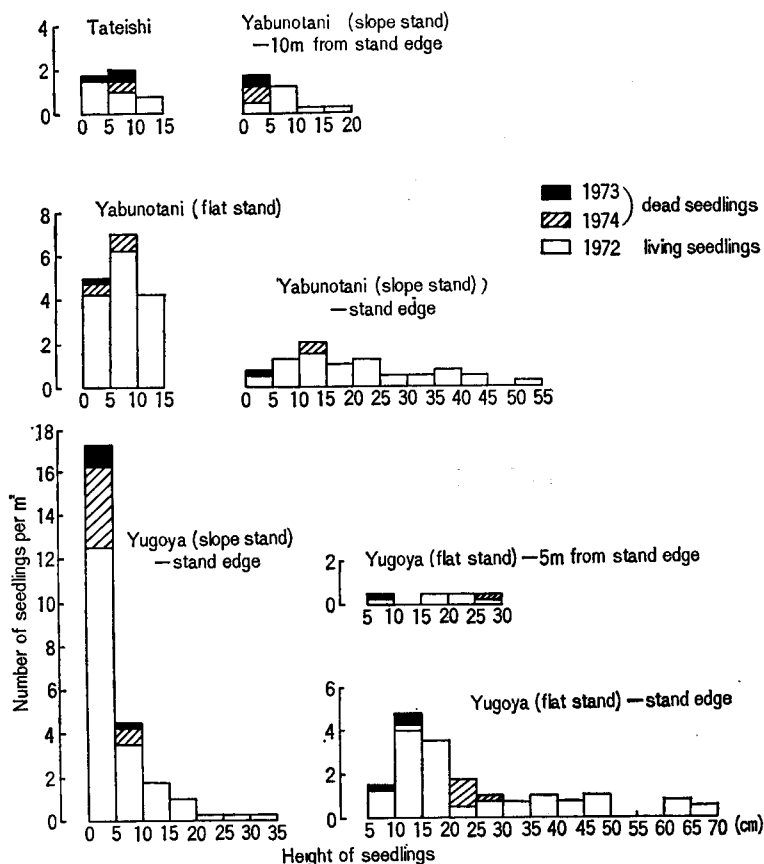 Tateishi
4
2
0
0 5 10 15
Yabunotani (slope stand)
—10m from stand edge
0 5 10 15 20
1973
1974
dead seedlings
1972 living seedlings
Yabunotani (flat stand)
8
6
4
2
0
0 5 10 15
Yabunotani (slope stand))
—stand edge
0 5 10 15 20 25 30 35 40 45 50 55
Number of seedlings per m²
18
16
14
12
10
8
6
4
2
0
Yugoya (slope stand)
—stand edge
0 5 10 15 20 25 30 35
Yugoya (flat stand) —5m from stand edge
2
0
5 10 15 20 25 30
Yugoya (flat stand) —stand edge
6
4
2
0
5 10 15 20 25 30 35 40 45 50 55 60 65 70 (cm)
Height of seedlings